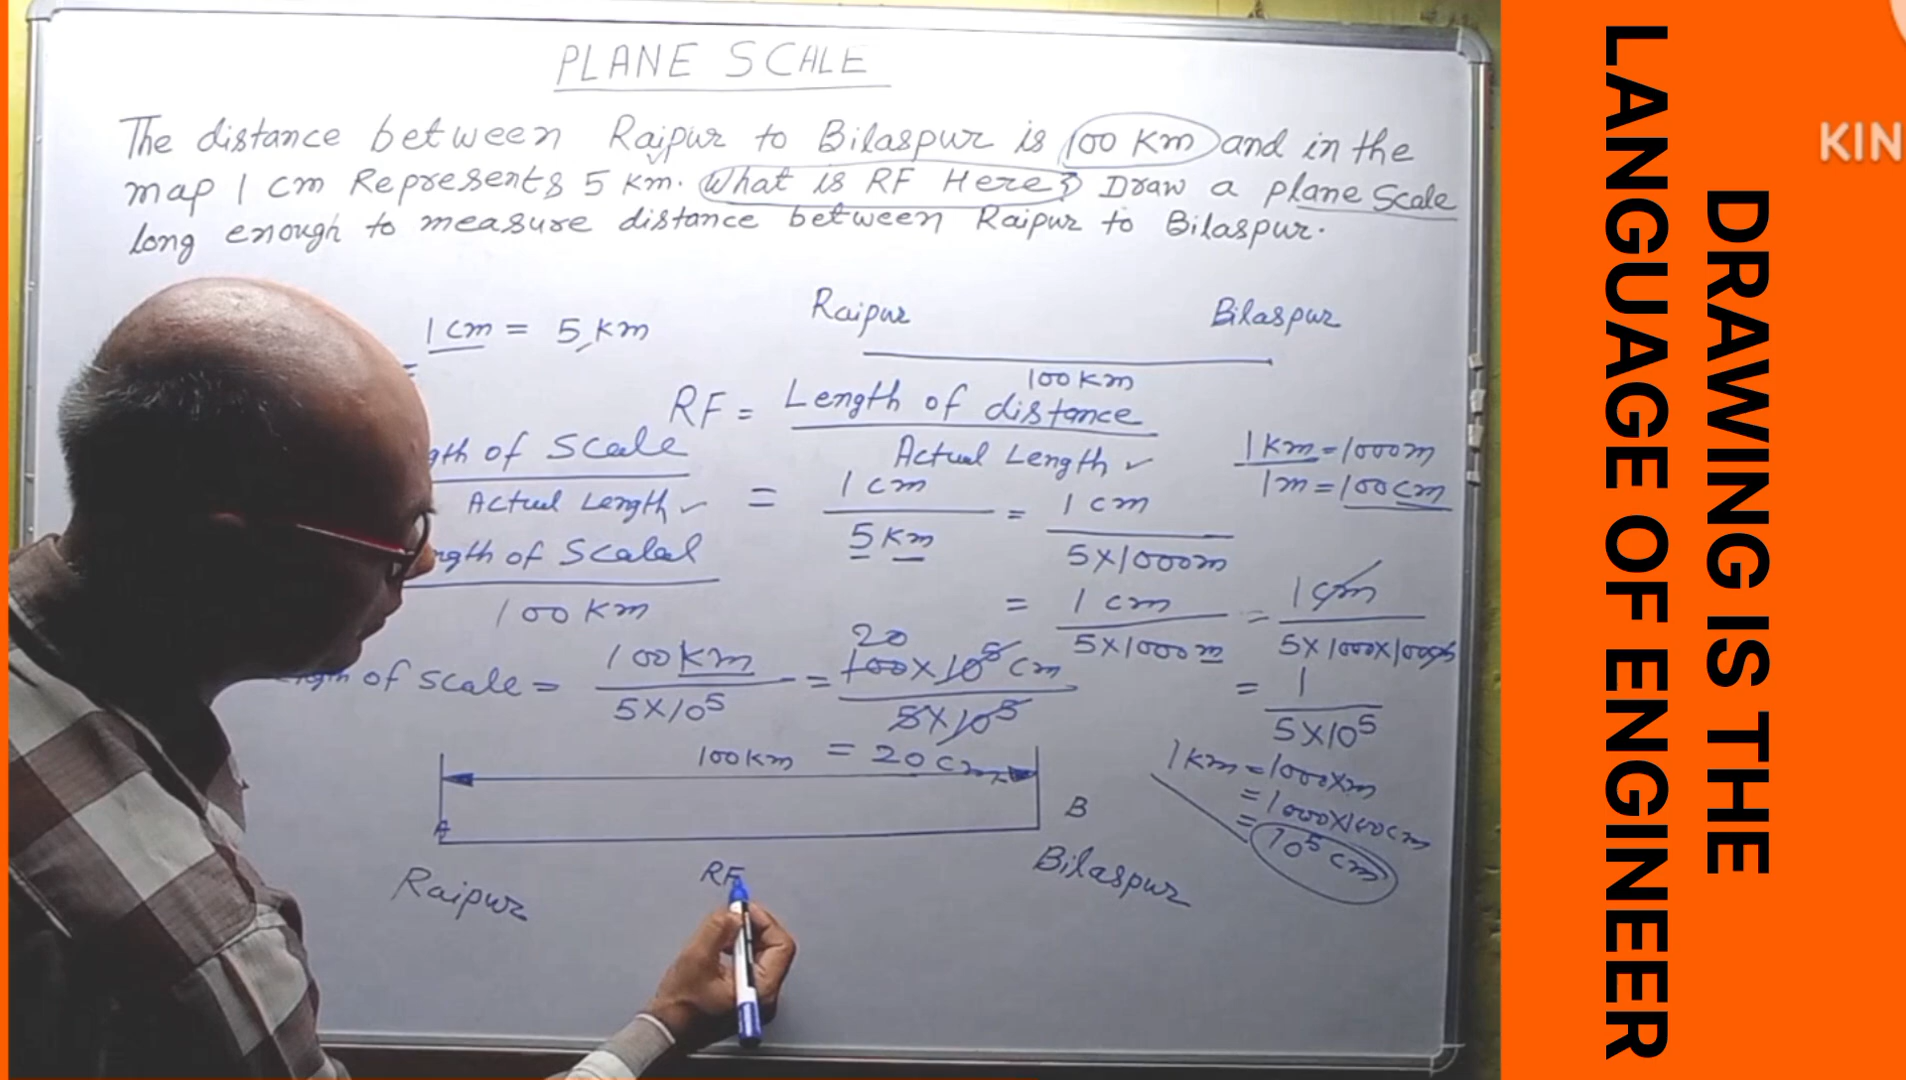 PLANE SCALE
The distance between Raipur to Bilaspur is 100 Km and in the
map 1 cm Represents 5 Km. What is RF Here? Draw a plane Scale
long enough to measure distance between Raipur to Bilaspur.
1 cm = 5 Km
=
Raipur Bilaspur
100 Km
RF = Length of distance
Actual Length ✓
1 Km = 1000m
1m = 100 cm
gth of Scale
Actual Length ✓
= 1 cm
5 Km
= 1 cm
5×1000m
ngth of Scalal
100 Km
= 1 cm
5×1000 m
= 1 cm
5×1000×100cm
= 1
5×10⁵
of scale = 100 Km
5×10⁵
= 20
100×10⁵ cm
5×10⁵
= 20 cm
1 Km = 1000×m
= 1000×100cm
= 10⁵ cm
100 Km
A B
Raipur Bilaspur
RF
DRAWING IS THE
LANGUAGE OF ENGINEER
KIN